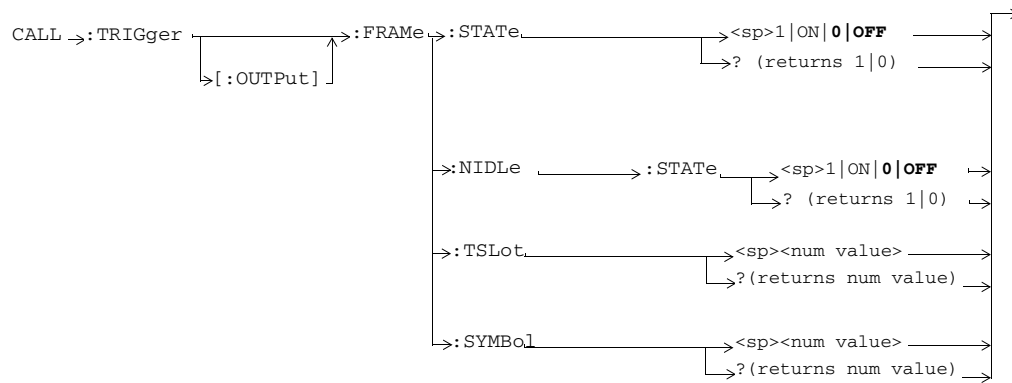 CALL :TRIGger :FRAMe :STATe <sp>1|ON|0|OFF
[:OUTPut] ? (returns 1|0)
:NIDLe :STATe <sp>1|ON|0|OFF
? (returns 1|0)
:TSLot <sp><num value>
?(returns num value)
:SYMBol <sp><num value>
?(returns num value)